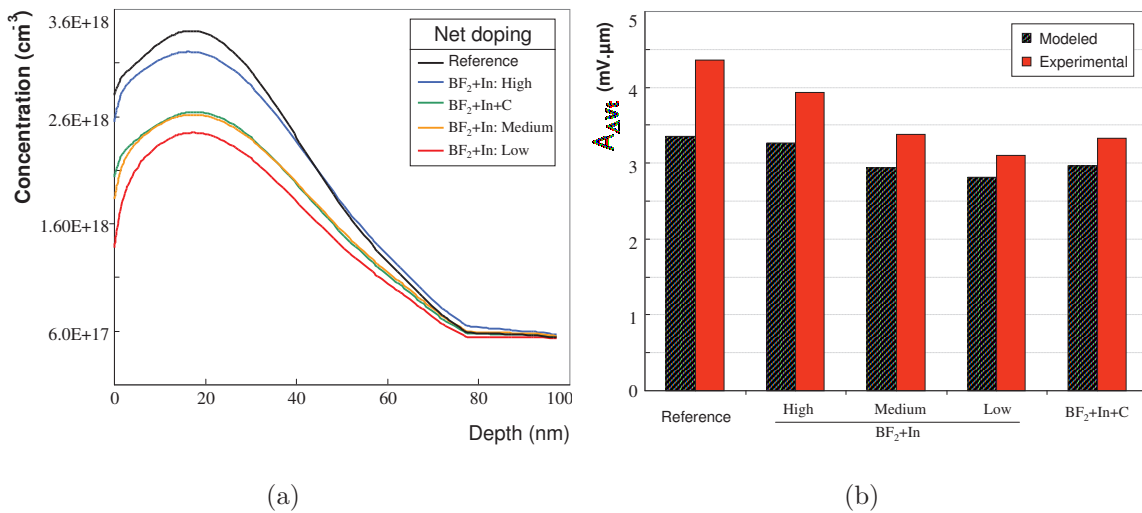 3.6E+18
2.6E+18
1.60E+18
6.0E+17
Concentration (cm⁻³)
Net doping
Reference
BF₂+In: High
BF₂+In+C
BF₂+In: Medium
BF₂+In: Low
0 20 40 60 80 100
Depth (nm)
(a)
A_ΔVt (mV.µm)
5
4
3
2
1
0
Modeled
Experimental
Reference High Medium Low BF₂+In+C
BF₂+In
(b)